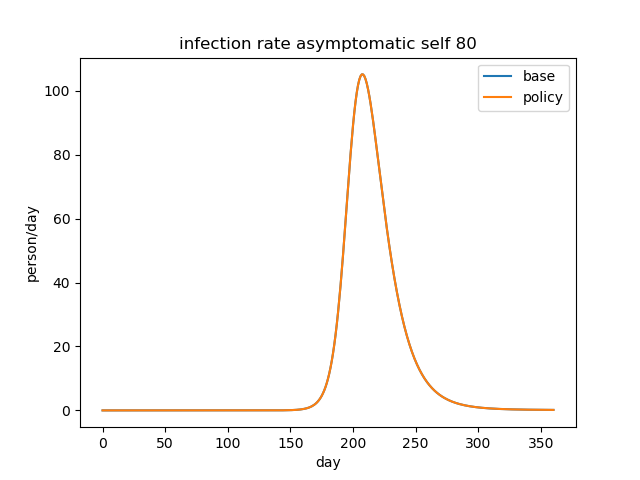 infection rate asymptomatic self 80
base
policy
person/day
100
80
60
40
20
0
0 50 100 150 200 250 300 350
day